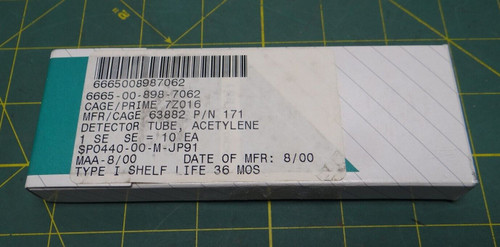 6665008987062
6665-00-898-7062
CAGE/PRIME 7Z016
MFR/CAGE 63882 P/N 171
DETECTOR TUBE, ACETYLENE
1 SE SE = 10 EA
SP0440-00-M-JP91
MAA-8/00 DATE OF MFR: 8/00
TYPE I SHELF LIFE 36 MOS